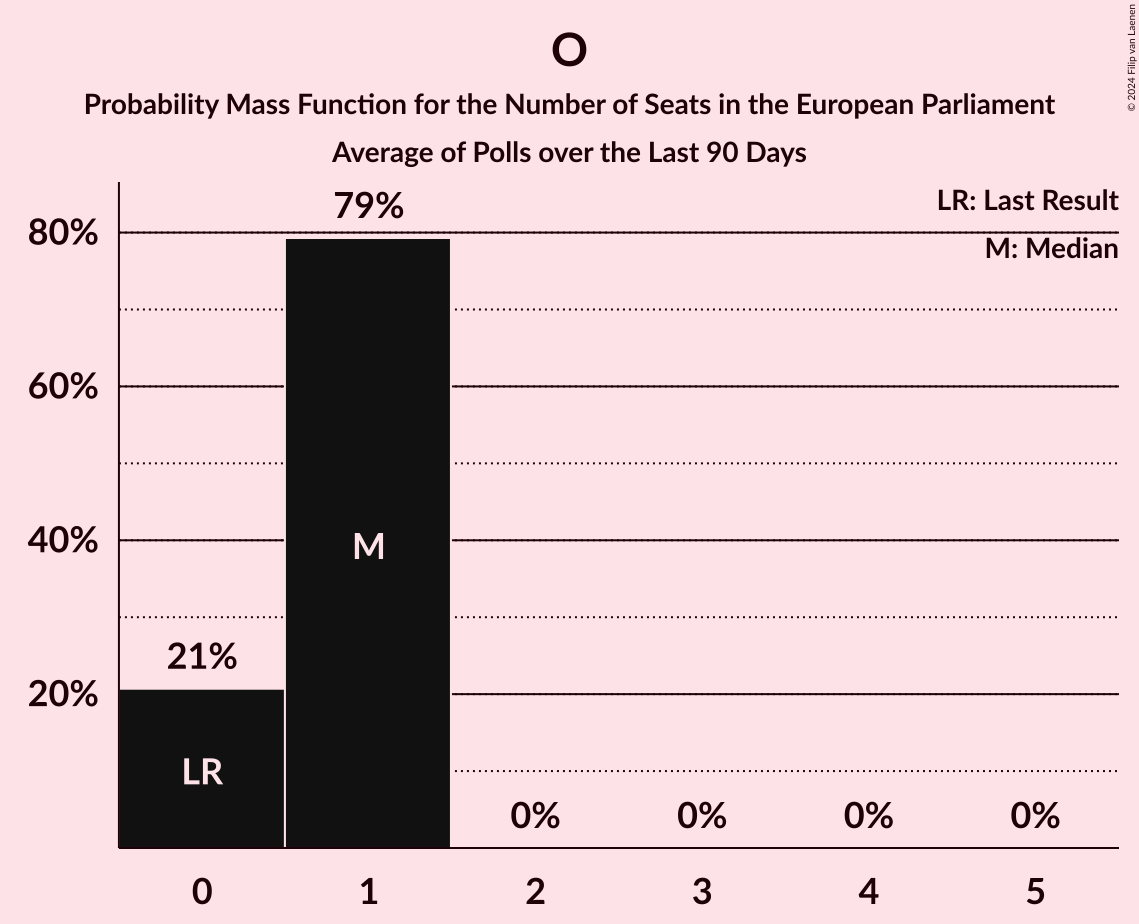 O
© 2024 Filip van Laenen
Probability Mass Function for the Number of Seats in the European Parliament
Average of Polls over the Last 90 Days
LR: Last Result
M: Median
80%
60%
40%
20%
79%
21%
M
LR
0%
0%
0%
0%
0
1
2
3
4
5